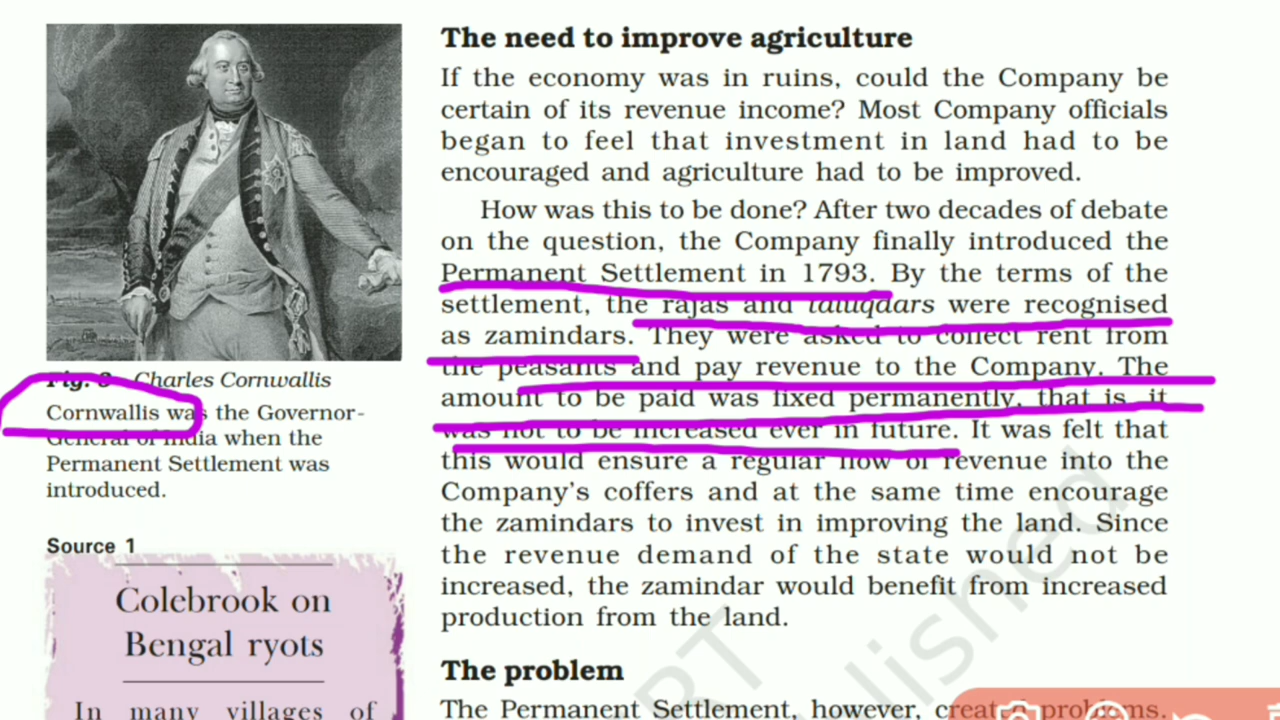 Fig. 3 Charles Cornwallis
Cornwallis was the Governor-
General of India when the
Permanent Settlement was
introduced.
Source 1
Colebrook on
Bengal ryots
In many villages of
The need to improve agriculture
If the economy was in ruins, could the Company be
certain of its revenue income? Most Company officials
began to feel that investment in land had to be
encouraged and agriculture had to be improved.
How was this to be done? After two decades of debate
on the question, the Company finally introduced the
Permanent Settlement in 1793. By the terms of the
settlement, the rajas and taluqdars were recognised
as zamindars. They were asked to collect rent from
the peasants and pay revenue to the Company. The
amount to be paid was fixed permanently, that is, it
was not to be increased ever in future. It was felt that
this would ensure a regular flow of revenue into the
Company's coffers and at the same time encourage
the zamindars to invest in improving the land. Since
the revenue demand of the state would not be
increased, the zamindar would benefit from increased
production from the land.
The problem
The Permanent Settlement, however, created problems.